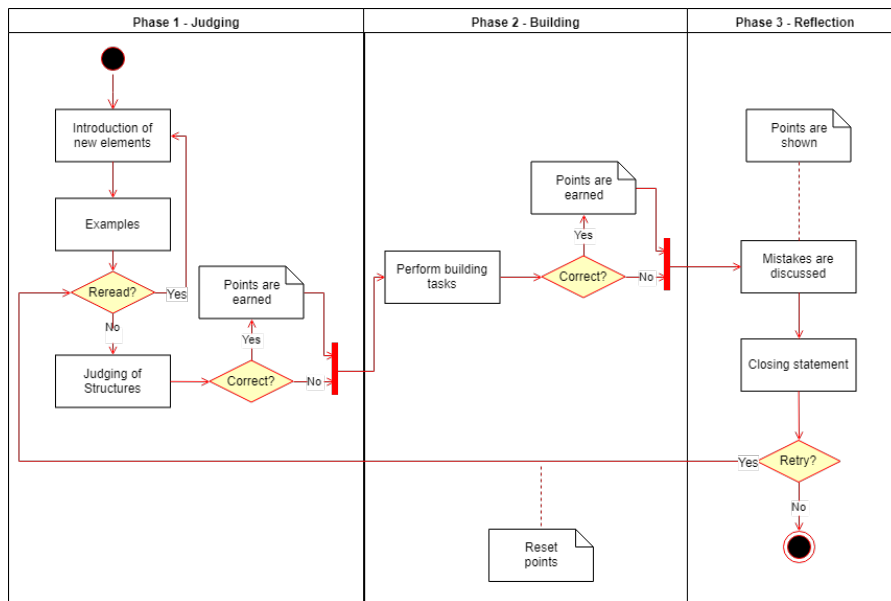 Phase 1 - Judging
Phase 2 - Building
Phase 3 - Reflection
Introduction of
new elements
Examples
Reread?
Yes
No
Judging of
Structures
Points are
earned
Yes
Correct?
No
Perform building
tasks
Points are
earned
Yes
Correct?
No
Points are
shown
Mistakes are
discussed
Closing statement
Retry?
Yes
No
Reset
points